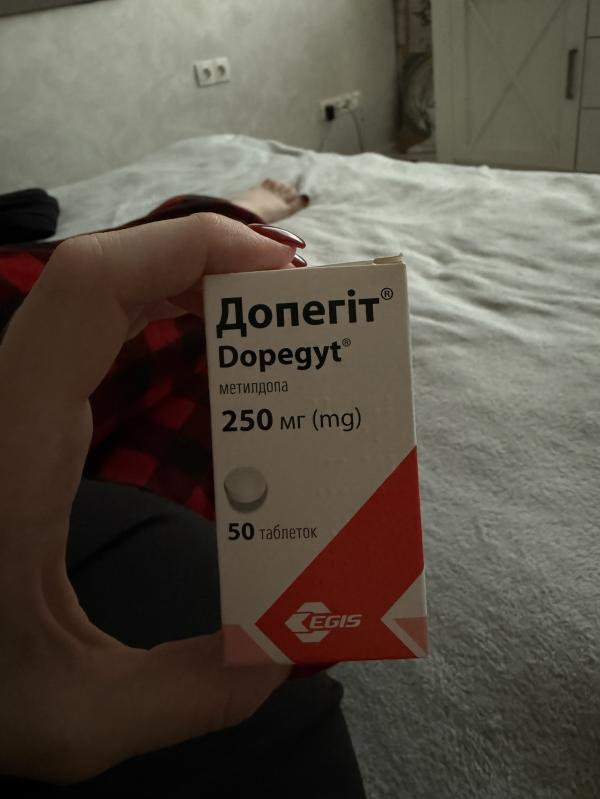 Допегіт®
Dopegyt®
метилдопа
250 мг (mg)
50 таблеток
EGIS